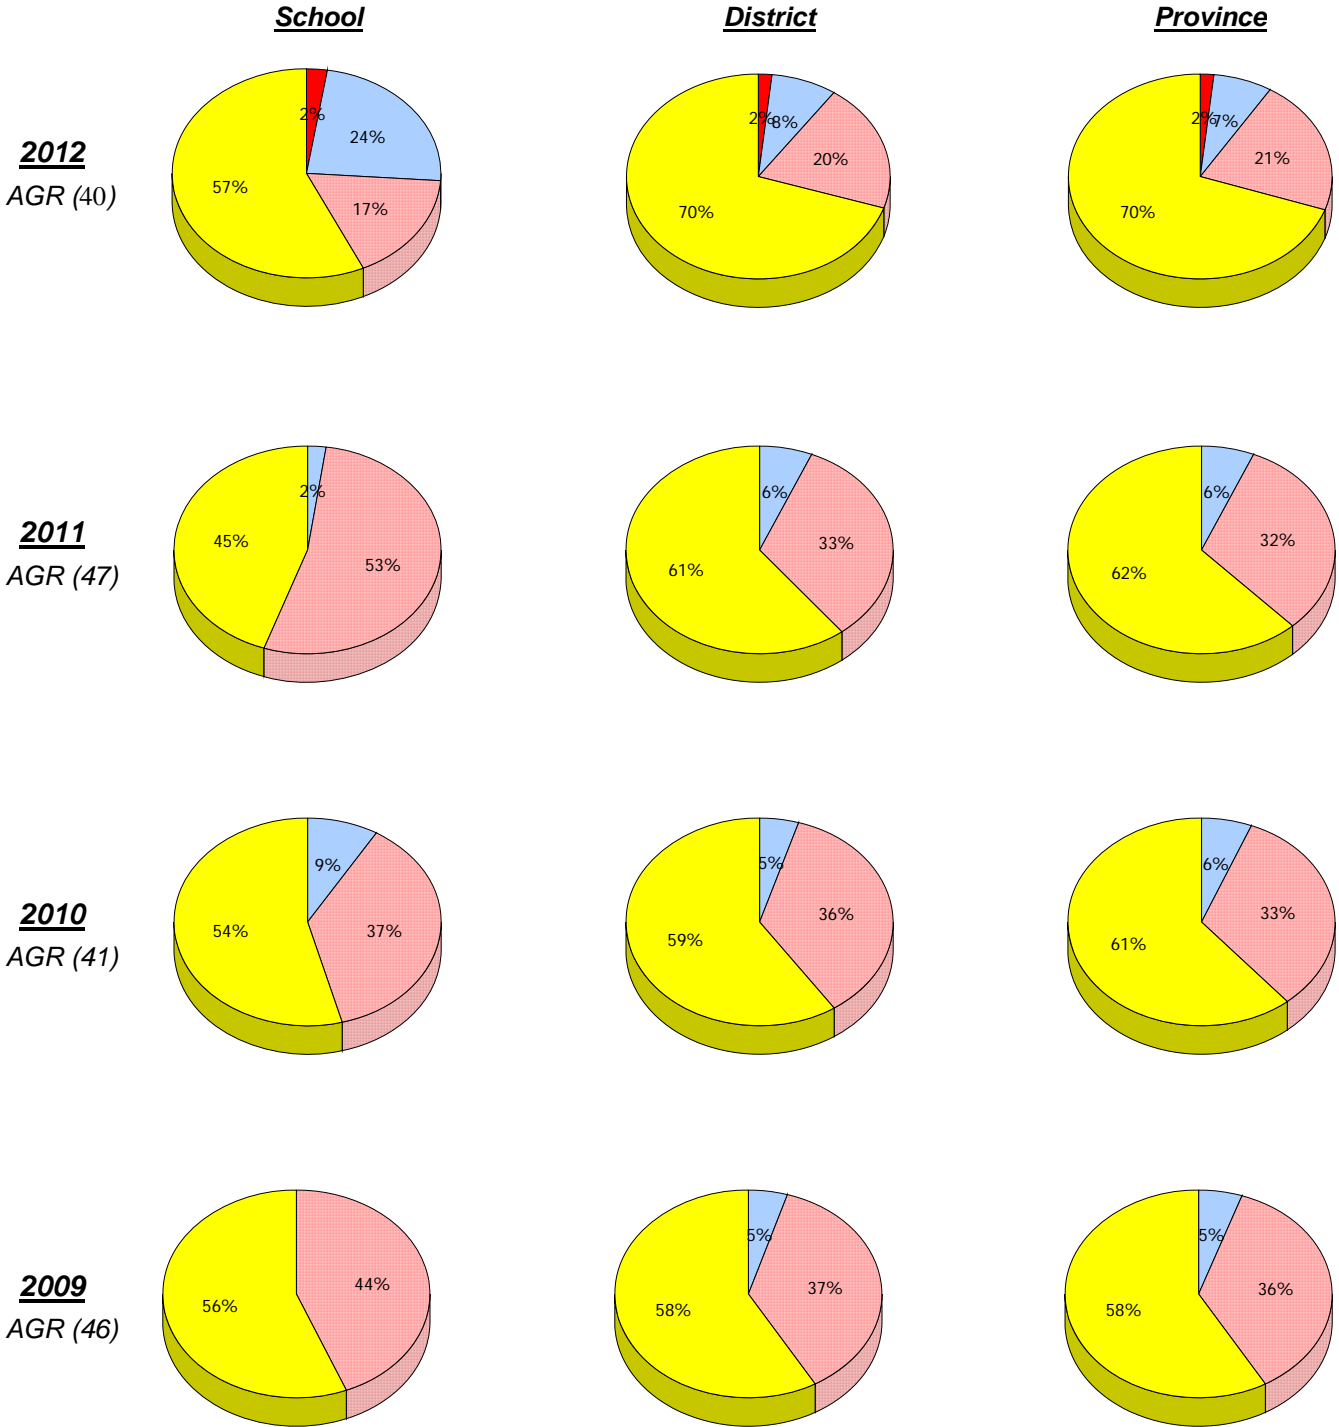 School District Province
2012
AGR (40)
2% 24% 17% 57%
2% 8% 20% 70%
2% 7% 21% 70%
2011
AGR (47)
2% 53% 45%
6% 33% 61%
6% 32% 62%
2010
AGR (41)
9% 37% 54%
5% 36% 59%
6% 33% 61%
2009
AGR (46)
44% 56%
5% 37% 58%
5% 36% 58%